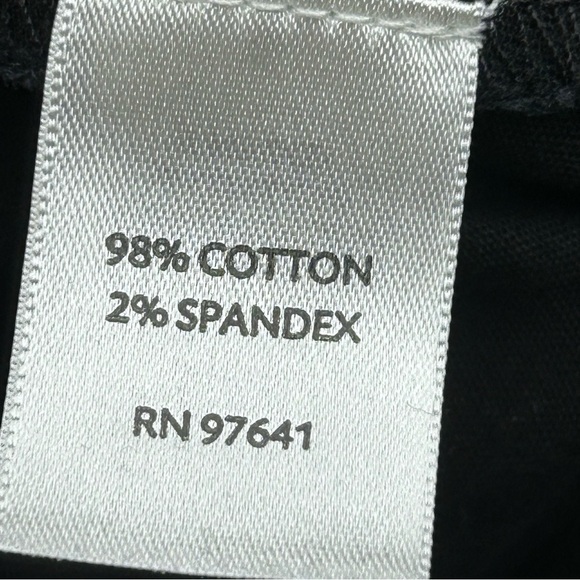 98% COTTON
2% SPANDEX
RN 97641